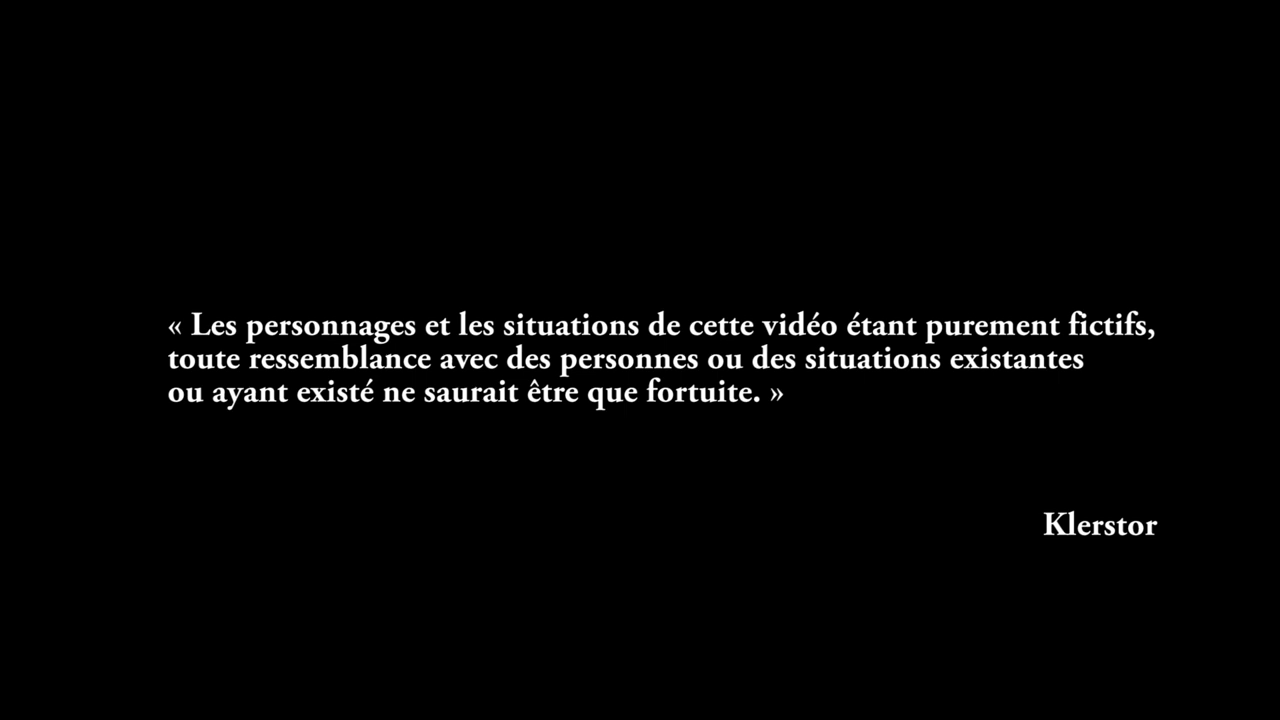 « Les personnages et les situations de cette vidéo étant purement fictifs,
toute ressemblance avec des personnes ou des situations existantes
ou ayant existé ne saurait être que fortuite. »
Klerstor